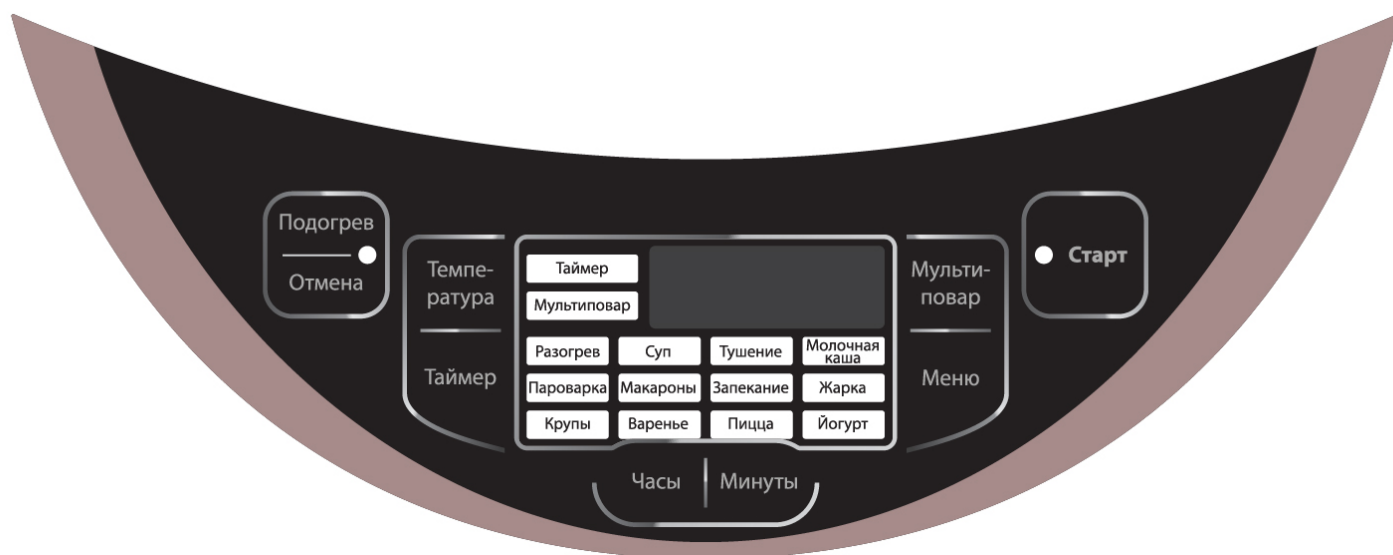 Подогрев
Отмена
Темпе-
ратура
Таймер
Таймер
Мультиповар
Разогрев Суп Тушение Молочная каша
Пароварка Макароны Запекание Жарка
Крупы Варенье Пицца Йогурт
Мульти-
повар
Меню
Старт
Часы Минуты